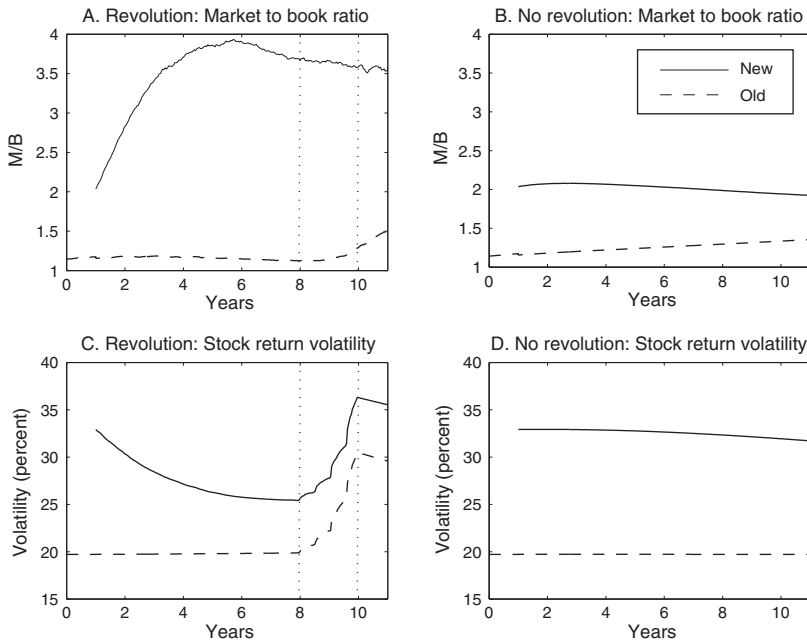 A. Revolution: Market to book ratio
4
3.5
3
2.5
2
1.5
1
M/B
0 2 4 6 8 10
Years
B. No revolution: Market to book ratio
4
3.5
3
2.5
2
1.5
1
M/B
New
Old
0 2 4 6 8 10
Years
C. Revolution: Stock return volatility
40
35
30
25
20
15
Volatility (percent)
0 2 4 6 8 10
Years
D. No revolution: Stock return volatility
40
35
30
25
20
15
Volatility (percent)
0 2 4 6 8 10
Years